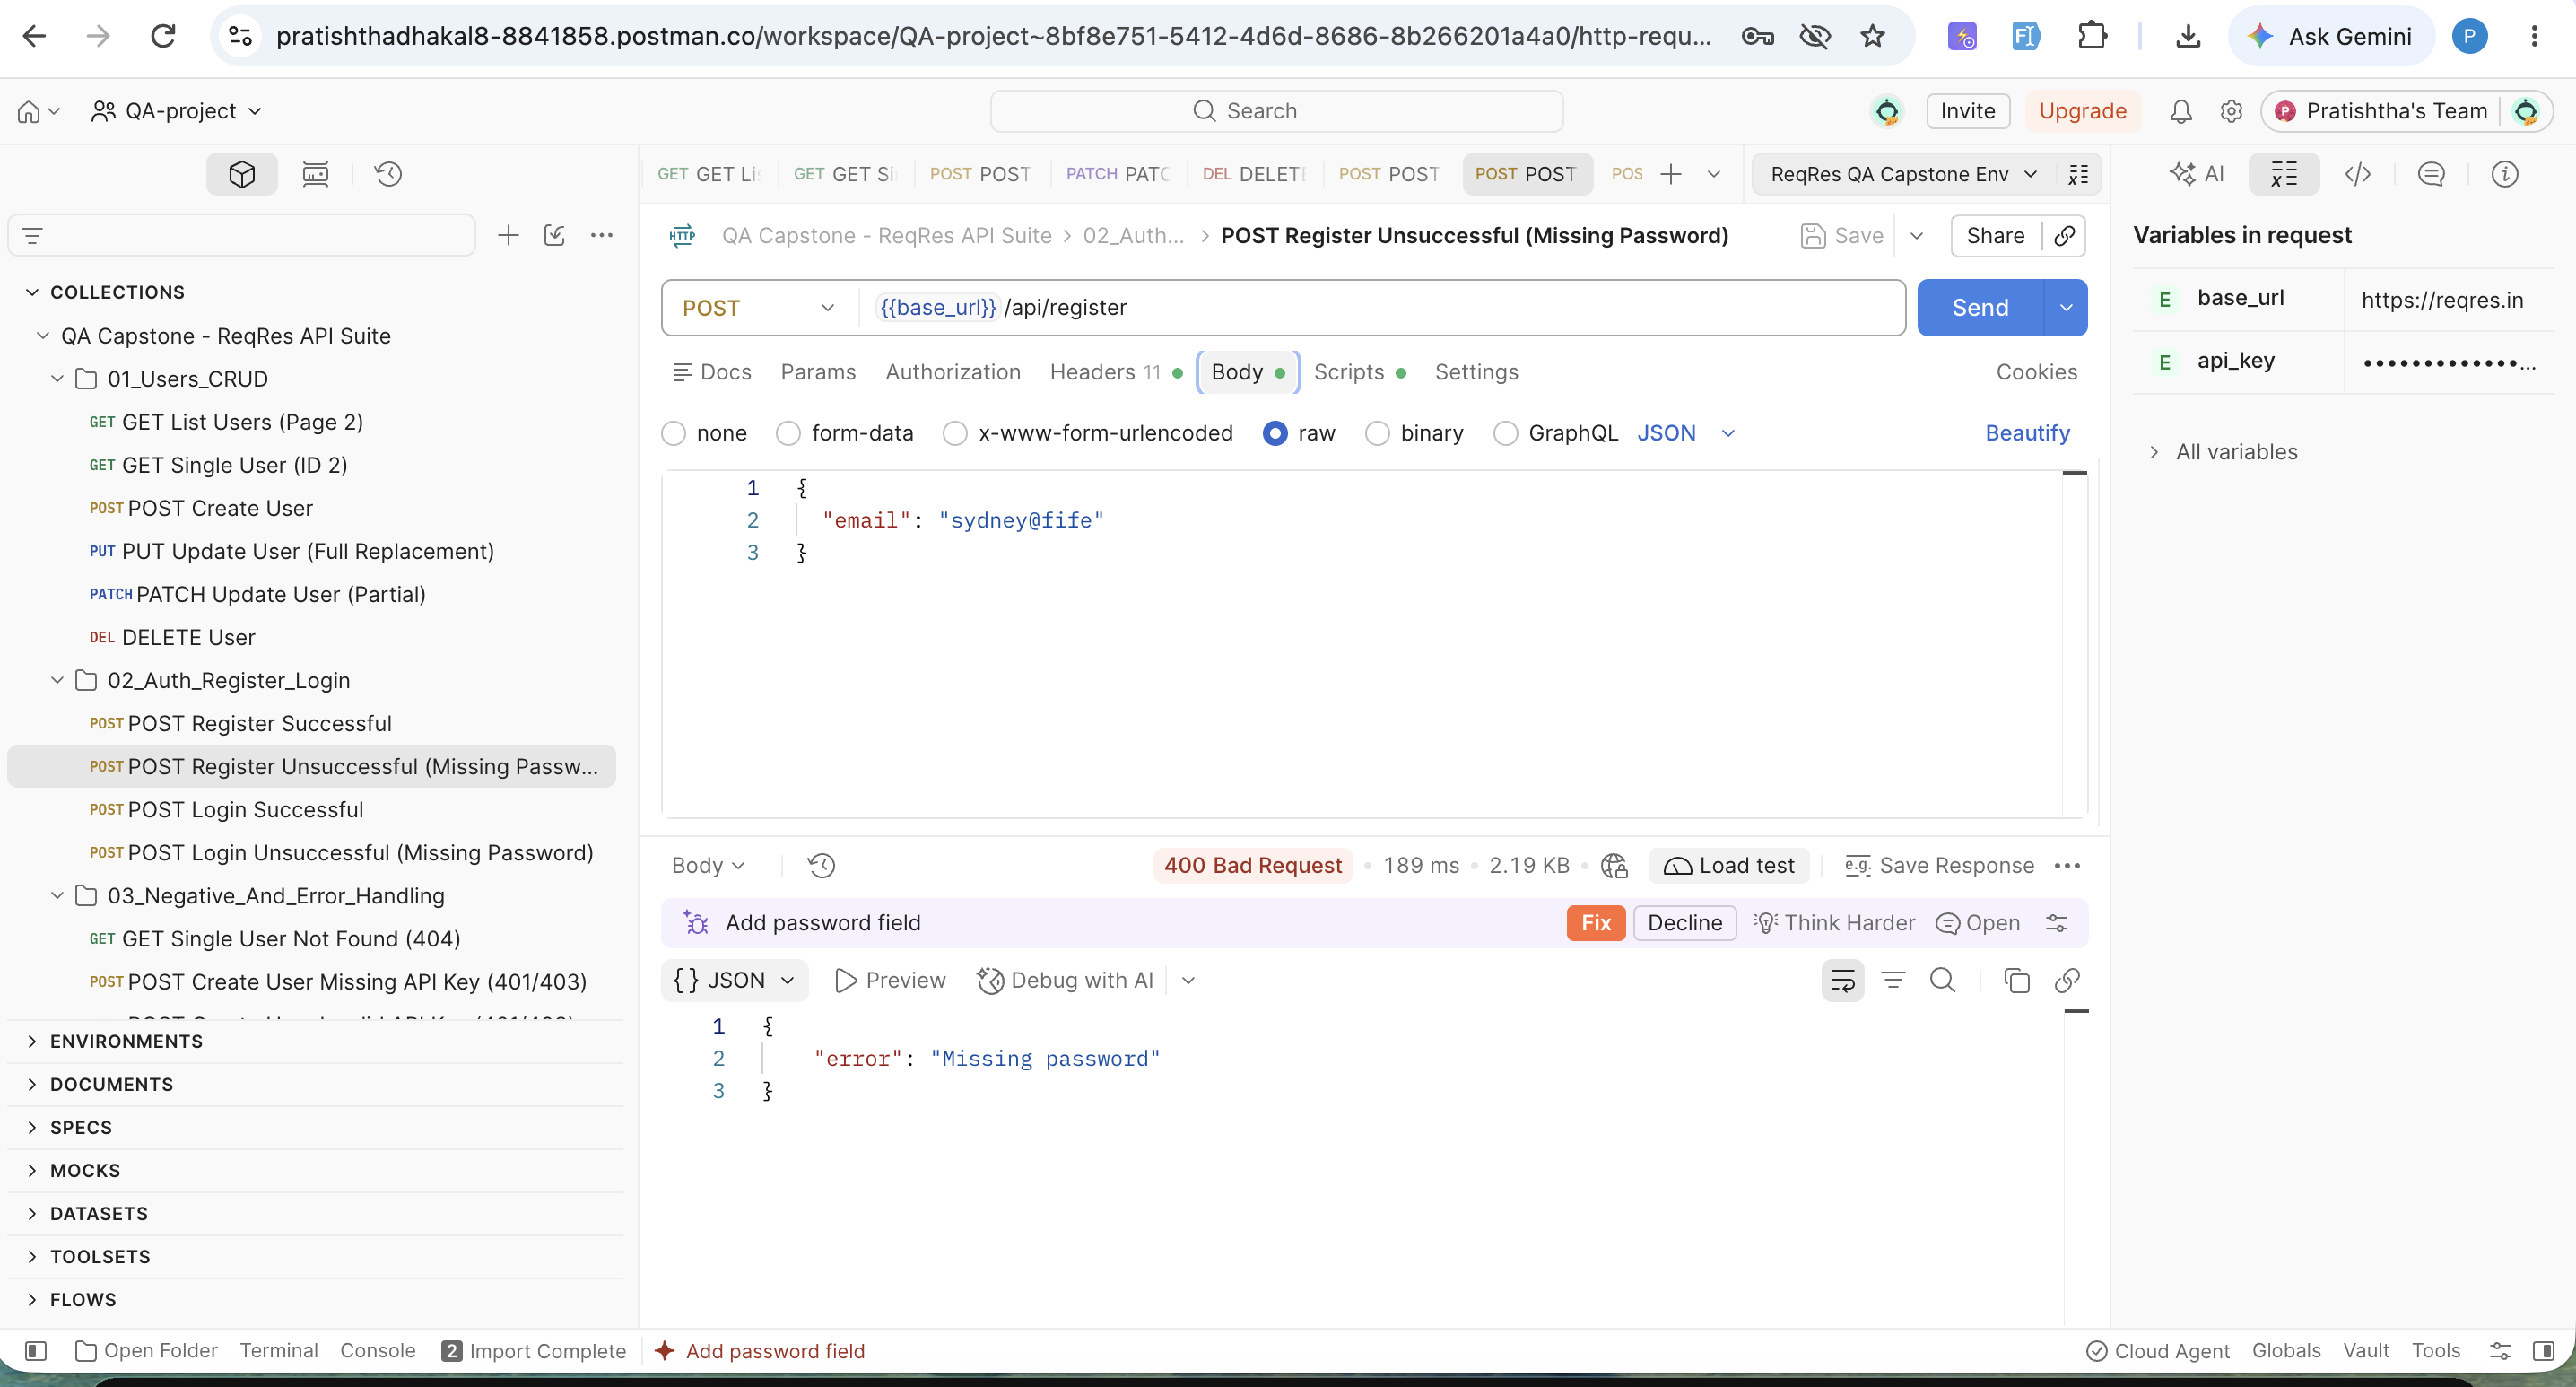 pratishthadhakal8-8841858.postman.co/workspace/QA-project~8bf8e751-5412-4d6d-8686-8b266201a4a0/http-requ...
Ask Gemini
P
QA-project
Search
Invite
Upgrade
P Pratishtha's Team
GET GET Li
GET GET Si
POST POST
PATCH PATC
DEL DELET
POST POST
POST POST
POS
ReqRes QA Capstone Env
AI
HTTP QA Capstone - ReqRes API Suite > 02_Auth... > POST Register Unsuccessful (Missing Password)
Save
Share
Variables in request
COLLECTIONS
QA Capstone - ReqRes API Suite
01_Users_CRUD
GET GET List Users (Page 2)
GET GET Single User (ID 2)
POST POST Create User
PUT PUT Update User (Full Replacement)
PATCH PATCH Update User (Partial)
DEL DELETE User
02_Auth_Register_Login
POST POST Register Successful
POST POST Register Unsuccessful (Missing Passw...
POST POST Login Successful
POST POST Login Unsuccessful (Missing Password)
03_Negative_And_Error_Handling
GET GET Single User Not Found (404)
POST POST Create User Missing API Key (401/403)
ENVIRONMENTS
DOCUMENTS
SPECS
MOCKS
DATASETS
TOOLSETS
FLOWS
POST
{{base_url}} /api/register
Send
Docs
Params
Authorization
Headers 11
Body
Scripts
Settings
Cookies
none
form-data
x-www-form-urlencoded
raw
binary
GraphQL
JSON
Beautify
1 {
2 "email": "sydney@fife"
3 }
E base_url https://reqres.in
E api_key •••••••••••••...
All variables
Body
400 Bad Request • 189 ms • 2.19 KB •
Load test
e.g. Save Response
Add password field
Fix
Decline
Think Harder
Open
{} JSON
Preview
Debug with AI
1 {
2 "error": "Missing password"
3 }
Open Folder
Terminal
Console
2 Import Complete
Add password field
Cloud Agent
Globals
Vault
Tools